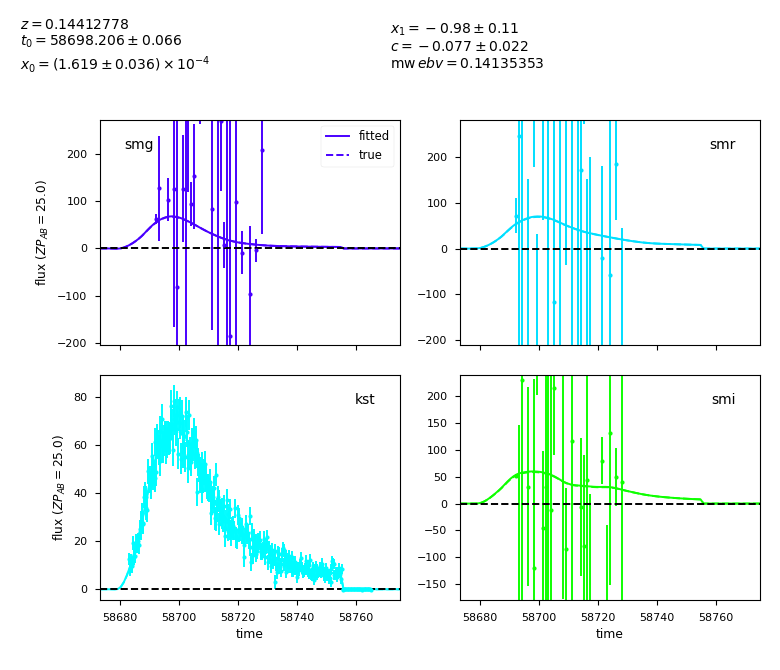 z = 0.14412778
t₀ = 58698.206 ± 0.066
x₀ = (1.619 ± 0.036) × 10⁻⁴
x₁ = −0.98 ± 0.11
c = −0.077 ± 0.022
mw ebv = 0.14135353
smg
fitted
true
200
100
0
−100
−200
flux (ZP_AB = 25.0)
smr
200
100
0
−100
−200
kst
80
60
40
20
0
flux (ZP_AB = 25.0)
58680 58700 58720 58740 58760
time
smi
200
150
100
50
0
−50
−100
−150
58680 58700 58720 58740 58760
time